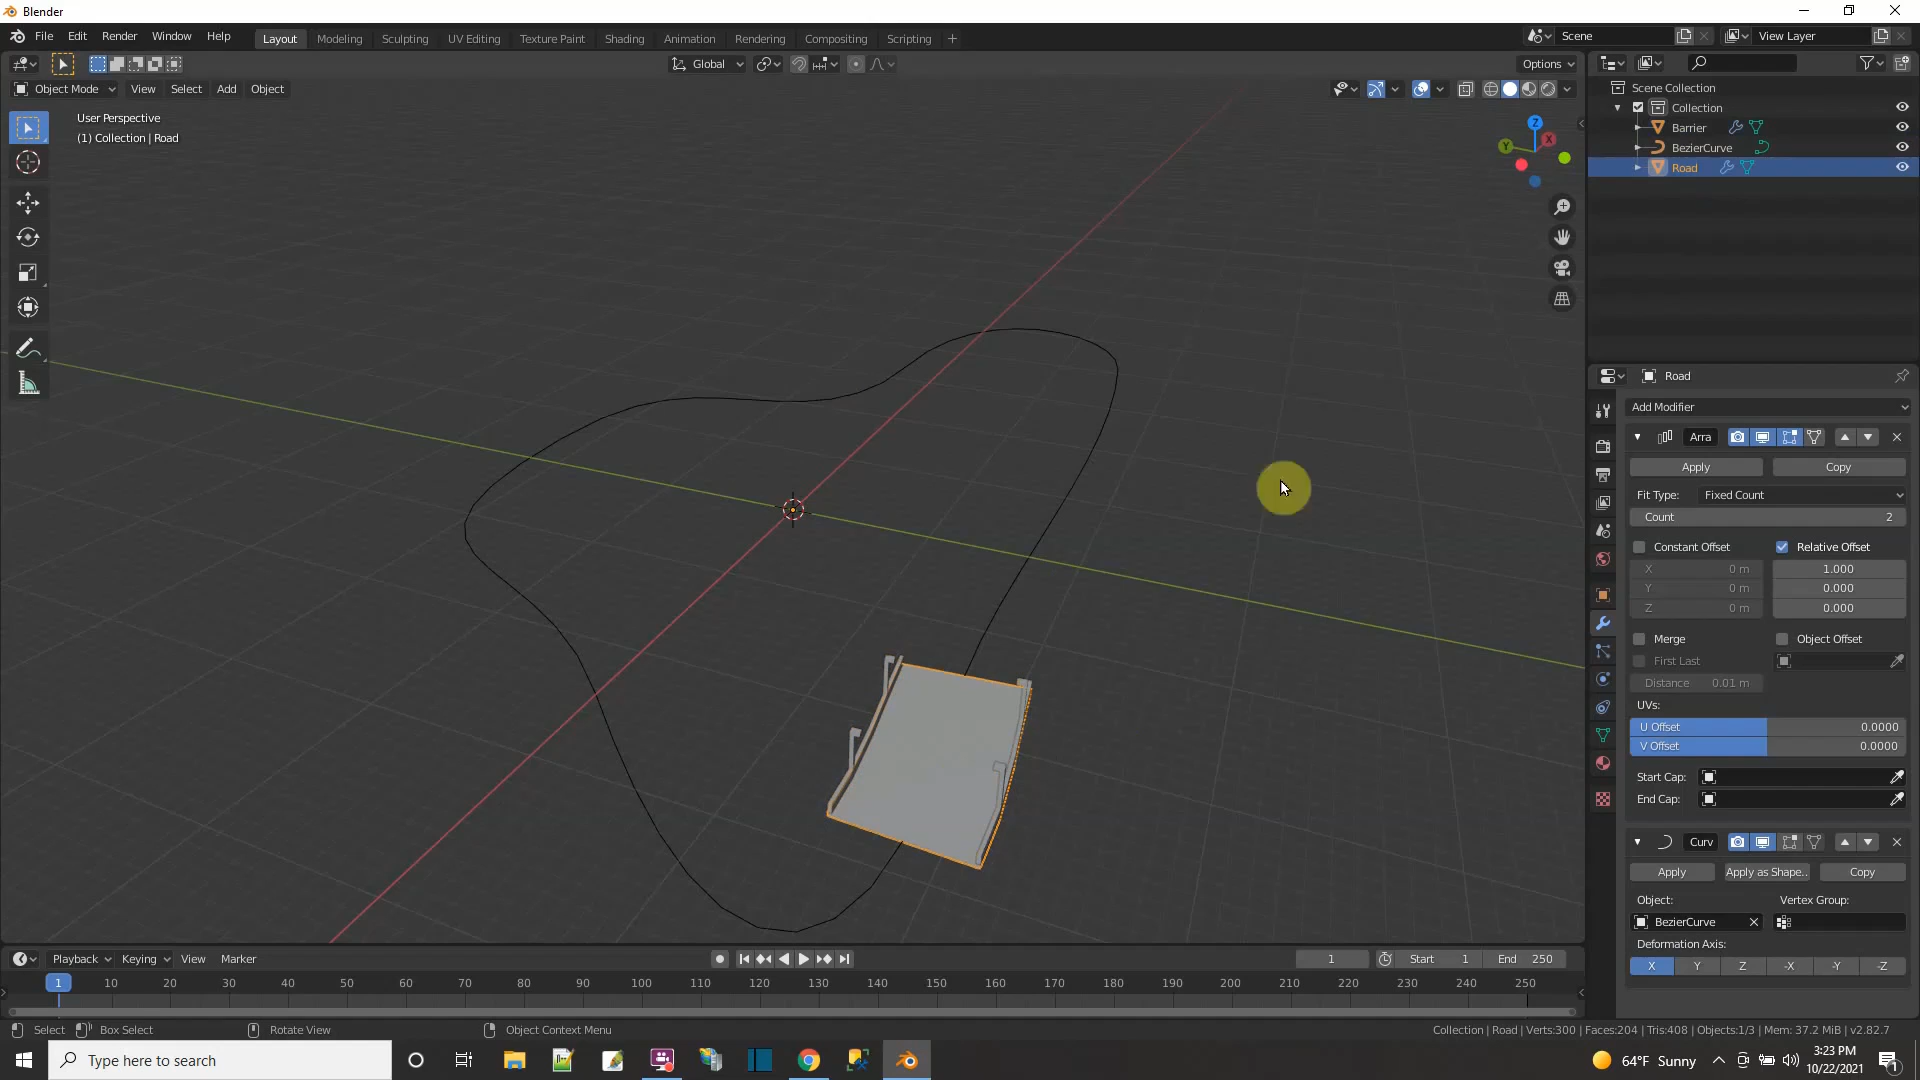 Blender
File Edit Render Window Help
Layout Modeling Sculpting UV Editing Texture Paint Shading Animation Rendering Compositing Scripting +
Scene
View Layer
Global
Options
Object Mode View Select Add Object
User Perspective
(1) Collection | Road
Z
X
Y
Scene Collection
Collection
Barrier
BezierCurve
Road
Road
Add Modifier
Arra
Apply Copy
Fit Type: Fixed Count
Count 2
Constant Offset Relative Offset
X 0 m 1.000
Y 0 m 0.000
Z 0 m 0.000
Merge Object Offset
First Last
Distance 0.01 m
UVs:
U Offset 0.0000
V Offset 0.0000
Start Cap:
End Cap:
Curv
Apply Apply as Shape.. Copy
Object: Vertex Group:
BezierCurve
Deformation Axis:
X Y Z -X -Y -Z
Playback Keying View Marker
1 Start 1 End 250
1 10 20 30 40 50 60 70 80 90 100 110 120 130 140 150 160 170 180 190 200 210 220 230 240 250
Select Box Select Rotate View Object Context Menu
Collection | Road | Verts:300 | Faces:204 | Tris:408 | Objects:1/3 | Mem: 37.2 MiB | v2.82.7
Type here to search
64°F Sunny
3:23 PM
10/22/2021
1